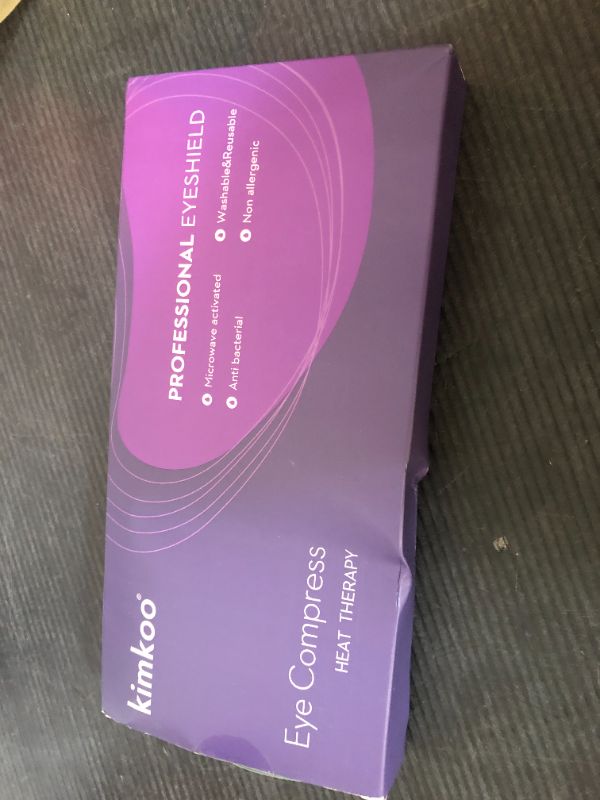 kimkoo®
Eye Compress
HEAT THERAPY
PROFESSIONAL EYESHIELD
Microwave activated
Washable&Reusable
Anti bacterial
Non allergenic